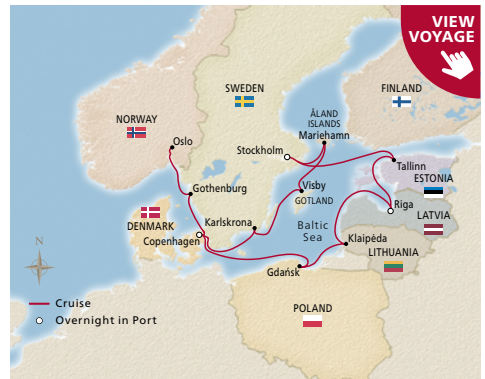 VIEW
VOYAGE
SWEDEN
FINLAND
NORWAY
ÅLAND
ISLANDS
Mariehamn
Oslo
Stockholm
Tallinn
ESTONIA
Gothenburg
Visby
GOTLAND
Riga
DENMARK
Karlskrona
LATVIA
Copenhagen
Baltic
Sea
Klaipėda
N
LITHUANIA
Gdańsk
Cruise
Overnight in Port
POLAND